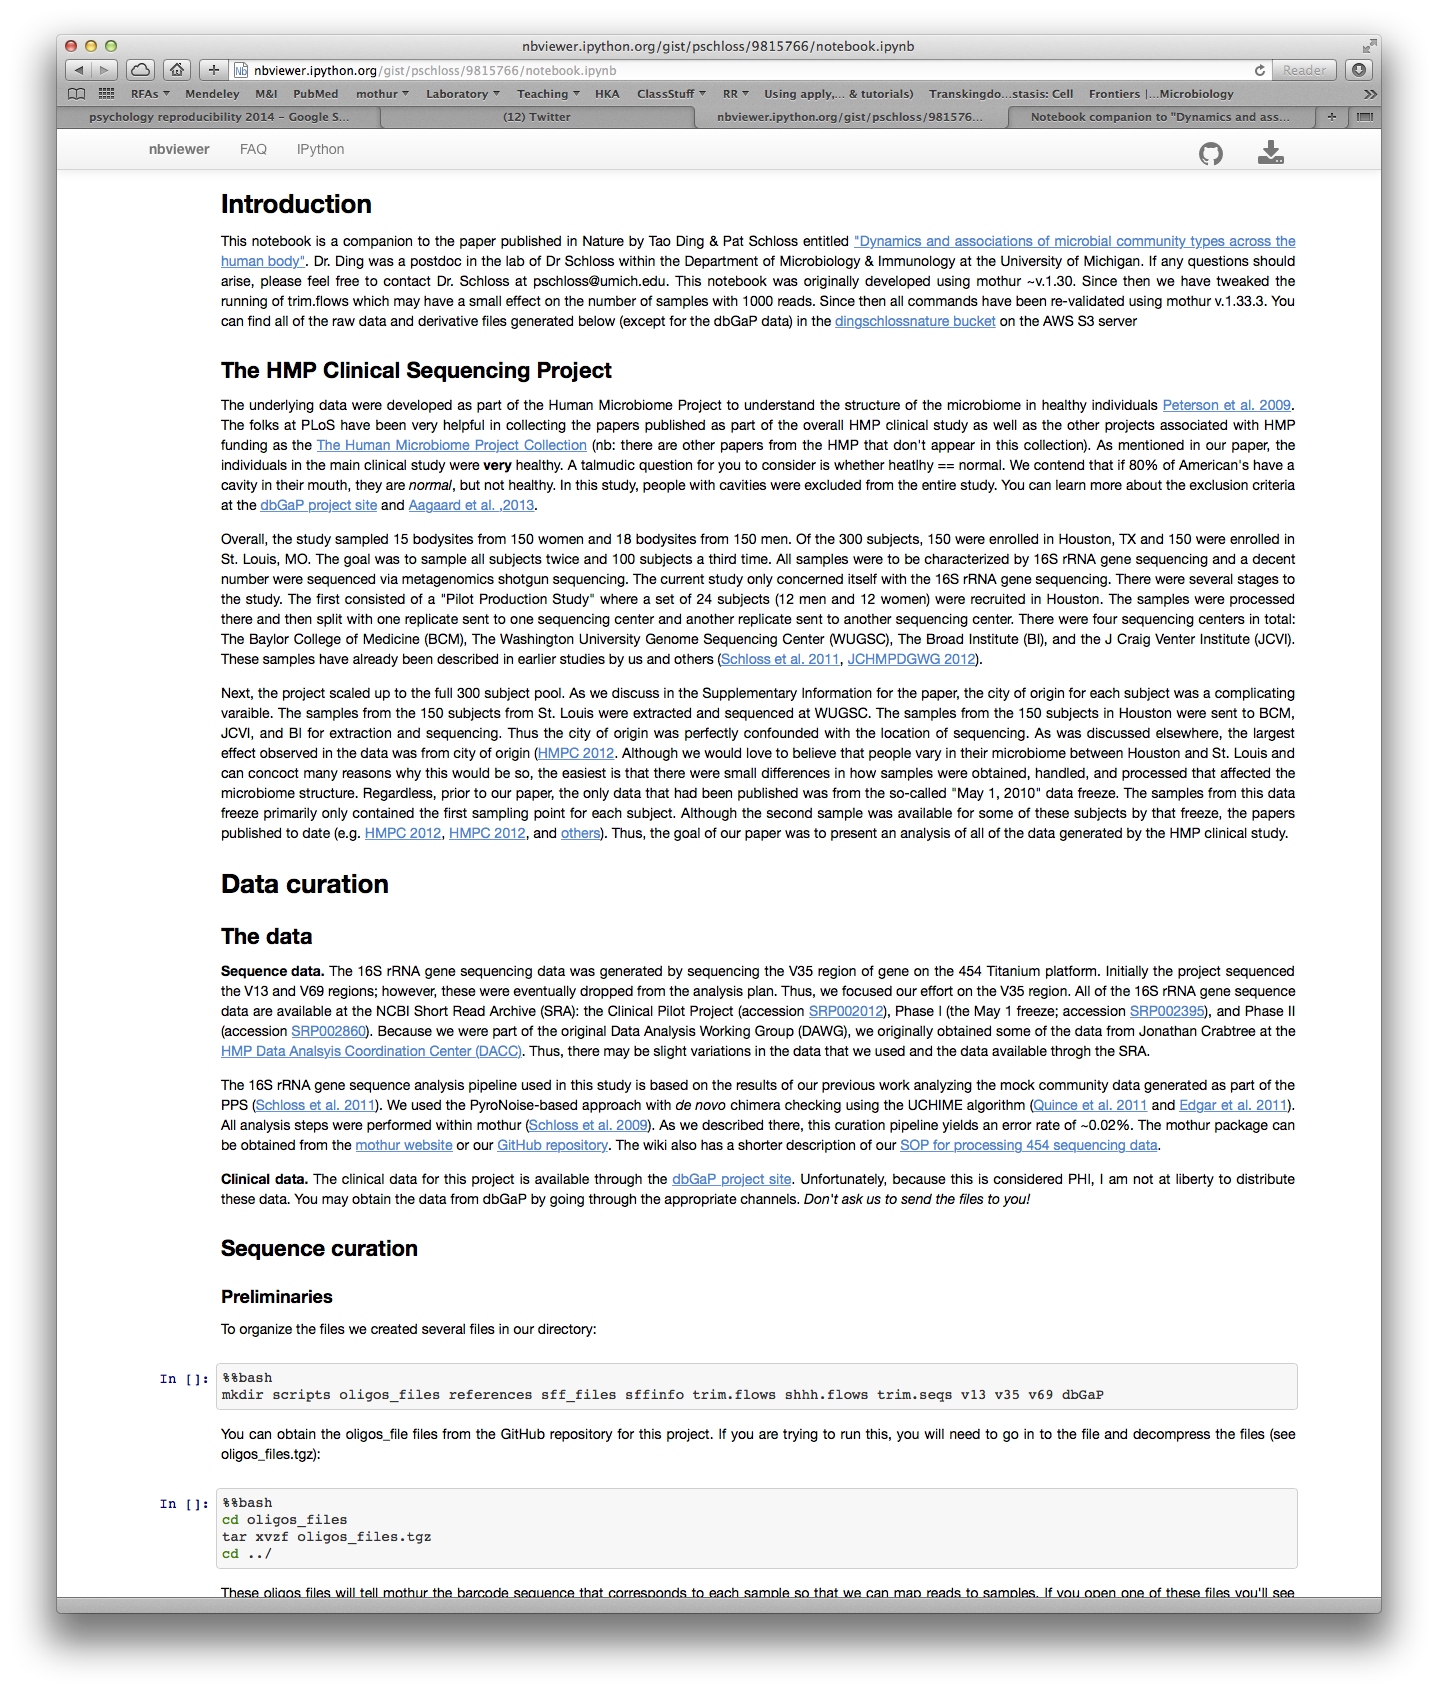 nbviewer.ipython.org/gist/pschloss/9815766/notebook.ipynb
nbviewer.ipython.org/gist/pschloss/9815766/notebook.ipynb Reader
RFAs Mendeley M&I PubMed mothur Laboratory Teaching HKA ClassStuff RR Using apply,... & tutorials) Transkingdo...stasis: Cell Frontiers |...Microbiology
psychology reproducibility 2014 – Google S... (12) Twitter nbviewer.ipython.org/gist/pschloss/981576... Notebook companion to "Dynamics and ass...
nbviewer FAQ IPython
Introduction
This notebook is a companion to the paper published in Nature by Tao Ding & Pat Schloss entitled "Dynamics and associations of microbial community types across the
human body". Dr. Ding was a postdoc in the lab of Dr Schloss within the Department of Microbiology & Immunology at the University of Michigan. If any questions should
arise, please feel free to contact Dr. Schloss at pschloss@umich.edu. This notebook was originally developed using mothur ~v.1.30. Since then we have tweaked the
running of trim.flows which may have a small effect on the number of samples with 1000 reads. Since then all commands have been re-validated using mothur v.1.33.3. You
can find all of the raw data and derivative files generated below (except for the dbGaP data) in the dingschlossnature bucket on the AWS S3 server
The HMP Clinical Sequencing Project
The underlying data were developed as part of the Human Microbiome Project to understand the structure of the microbiome in healthy individuals Peterson et al. 2009.
The folks at PLoS have been very helpful in collecting the papers published as part of the overall HMP clinical study as well as the other projects associated with HMP
funding as the The Human Microbiome Project Collection (nb: there are other papers from the HMP that don't appear in this collection). As mentioned in our paper, the
individuals in the main clinical study were very healthy. A talmudic question for you to consider is whether heatlhy == normal. We contend that if 80% of American's have a
cavity in their mouth, they are normal, but not healthy. In this study, people with cavities were excluded from the entire study. You can learn more about the exclusion criteria
at the dbGaP project site and Aagaard et al. ,2013.
Overall, the study sampled 15 bodysites from 150 women and 18 bodysites from 150 men. Of the 300 subjects, 150 were enrolled in Houston, TX and 150 were enrolled in
St. Louis, MO. The goal was to sample all subjects twice and 100 subjects a third time. All samples were to be characterized by 16S rRNA gene sequencing and a decent
number were sequenced via metagenomics shotgun sequencing. The current study only concerned itself with the 16S rRNA gene sequencing. There were several stages to
the study. The first consisted of a "Pilot Production Study" where a set of 24 subjects (12 men and 12 women) were recruited in Houston. The samples were processed
there and then split with one replicate sent to one sequencing center and another replicate sent to another sequencing center. There were four sequencing centers in total:
The Baylor College of Medicine (BCM), The Washington University Genome Sequencing Center (WUGSC), The Broad Institute (BI), and the J Craig Venter Institute (JCVI).
These samples have already been described in earlier studies by us and others (Schloss et al. 2011, JCHMPDGWG 2012).
Next, the project scaled up to the full 300 subject pool. As we discuss in the Supplementary Information for the paper, the city of origin for each subject was a complicating
varaible. The samples from the 150 subjects from St. Louis were extracted and sequenced at WUGSC. The samples from the 150 subjects in Houston were sent to BCM,
JCVI, and BI for extraction and sequencing. Thus the city of origin was perfectly confounded with the location of sequencing. As was discussed elsewhere, the largest
effect observed in the data was from city of origin (HMPC 2012. Although we would love to believe that people vary in their microbiome between Houston and St. Louis and
can concoct many reasons why this would be so, the easiest is that there were small differences in how samples were obtained, handled, and processed that affected the
microbiome structure. Regardless, prior to our paper, the only data that had been published was from the so-called "May 1, 2010" data freeze. The samples from this data
freeze primarily only contained the first sampling point for each subject. Although the second sample was available for some of these subjects by that freeze, the papers
published to date (e.g. HMPC 2012, HMPC 2012, and others). Thus, the goal of our paper was to present an analysis of all of the data generated by the HMP clinical study.
Data curation
The data
Sequence data. The 16S rRNA gene sequencing data was generated by sequencing the V35 region of gene on the 454 Titanium platform. Initially the project sequenced
the V13 and V69 regions; however, these were eventually dropped from the analysis plan. Thus, we focused our effort on the V35 region. All of the 16S rRNA gene sequence
data are available at the NCBI Short Read Archive (SRA): the Clinical Pilot Project (accession SRP002012), Phase I (the May 1 freeze; accession SRP002395), and Phase II
(accession SRP002860). Because we were part of the original Data Analysis Working Group (DAWG), we originally obtained some of the data from Jonathan Crabtree at the
HMP Data Analsyis Coordination Center (DACC). Thus, there may be slight variations in the data that we used and the data available throgh the SRA.
The 16S rRNA gene sequence analysis pipeline used in this study is based on the results of our previous work analyzing the mock community data generated as part of the
PPS (Schloss et al. 2011). We used the PyroNoise-based approach with de novo chimera checking using the UCHIME algorithm (Quince et al. 2011 and Edgar et al. 2011).
All analysis steps were performed within mothur (Schloss et al. 2009). As we described there, this curation pipeline yields an error rate of ~0.02%. The mothur package can
be obtained from the mothur website or our GitHub repository. The wiki also has a shorter description of our SOP for processing 454 sequencing data.
Clinical data. The clinical data for this project is available through the dbGaP project site. Unfortunately, because this is considered PHI, I am not at liberty to distribute
these data. You may obtain the data from dbGaP by going through the appropriate channels. Don't ask us to send the files to you!
Sequence curation
Preliminaries
To organize the files we created several files in our directory:
In []: %%bash
mkdir scripts oligos_files references sff_files sffinfo trim.flows shhh.flows trim.seqs v13 v35 v69 dbGaP
You can obtain the oligos_file files from the GitHub repository for this project. If you are trying to run this, you will need to go in to the file and decompress the files (see
oligos_files.tgz):
In []: %%bash
cd oligos_files
tar xvzf oligos_files.tgz
cd ../
These oligos files will tell mothur the barcode sequence that corresponds to each sample so that we can map reads to samples. If you open one of these files you'll see